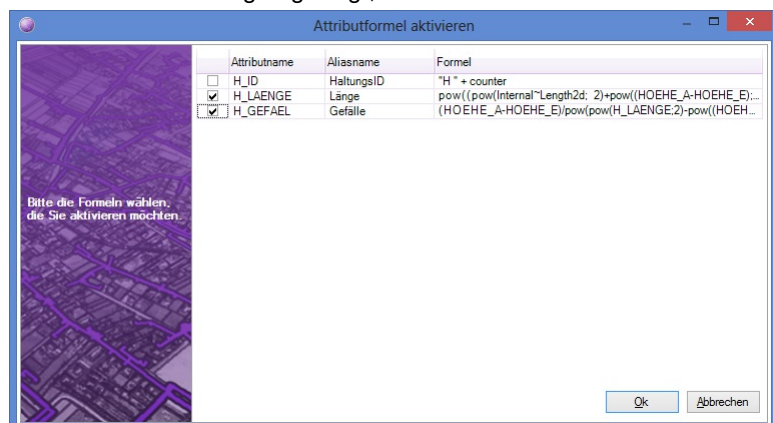 Attributformel aktivieren
Attributname Aliasname Formel
H_ID HaltungsID "H " + counter
H_LAENGE Länge pow((pow(Internal~Length2d; 2)+pow((HOEHE_A-HOEHE_E);...
H_GEFAEL Gefälle (HOEHE_A-HOEHE_E)/pow(pow(H_LAENGE;2)-pow((HOEH...
Bitte die Formeln wählen,
die Sie aktivieren möchten.
Ok Abbrechen